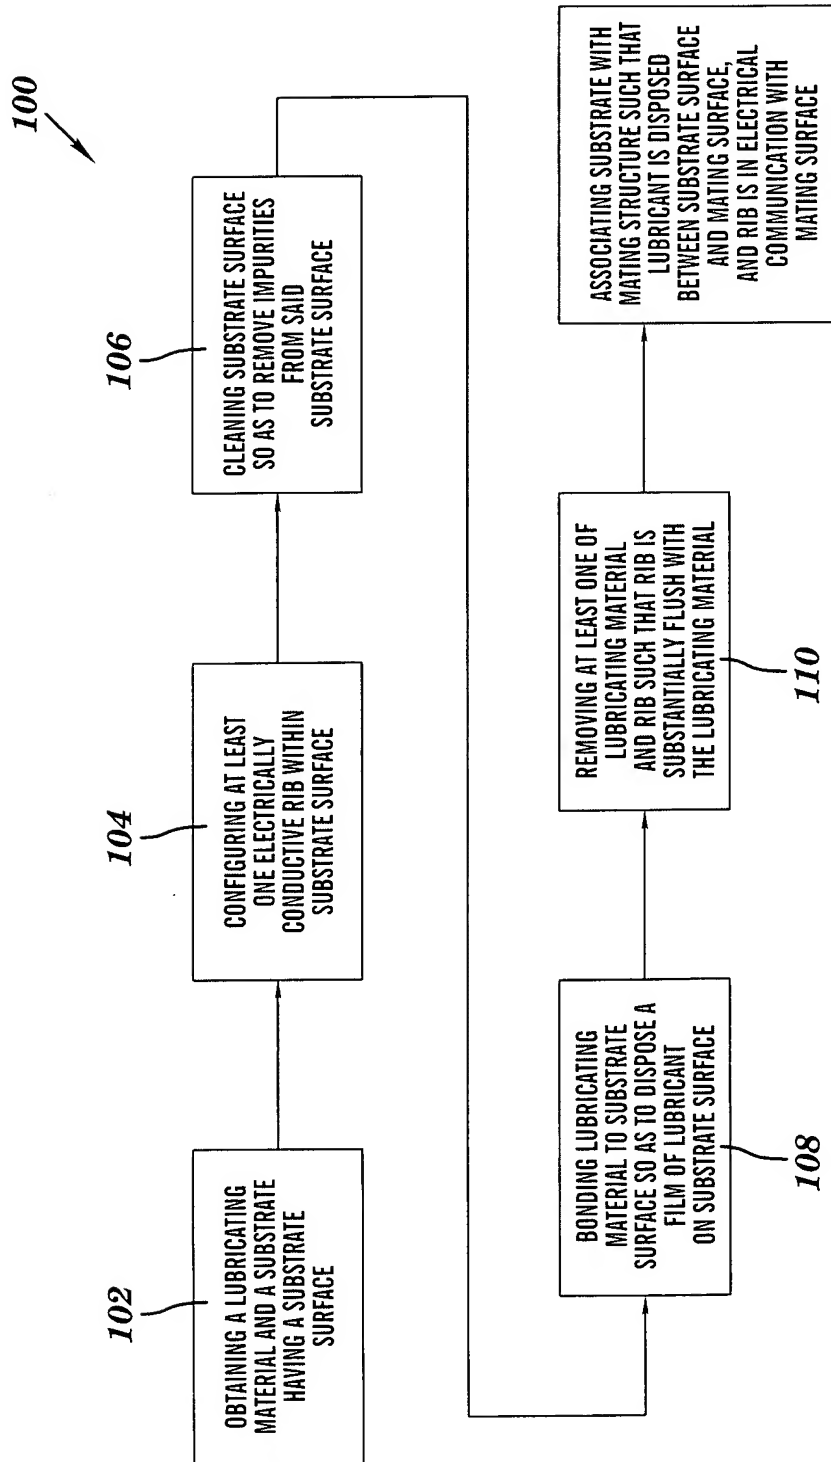 100
102
OBTAINING A LUBRICATING
MATERIAL AND A SUBSTRATE
HAVING A SUBSTRATE
SURFACE
104
CONFIGURING AT LEAST
ONE ELECTRICALLY
CONDUCTIVE RIB WITHIN
SUBSTRATE SURFACE
106
CLEANING SUBSTRATE SURFACE
SO AS TO REMOVE IMPURITIES
FROM SAID
SUBSTRATE SURFACE
BONDING LUBRICATING
MATERIAL TO SUBSTRATE
SURFACE SO AS TO DISPOSE A
FILM OF LUBRICANT
ON SUBSTRATE SURFACE
108
REMOVING AT LEAST ONE OF
LUBRICATING MATERIAL
AND RIB SUCH THAT RIB IS
SUBSTANTIALLY FLUSH WITH
THE LUBRICATING MATERIAL
110
ASSOCIATING SUBSTRATE WITH
MATING STRUCTURE SUCH THAT
LUBRICANT IS DISPOSED
BETWEEN SUBSTRATE SURFACE
AND MATING SURFACE,
AND RIB IS IN ELECTRICAL
COMMUNICATION WITH
MATING SURFACE